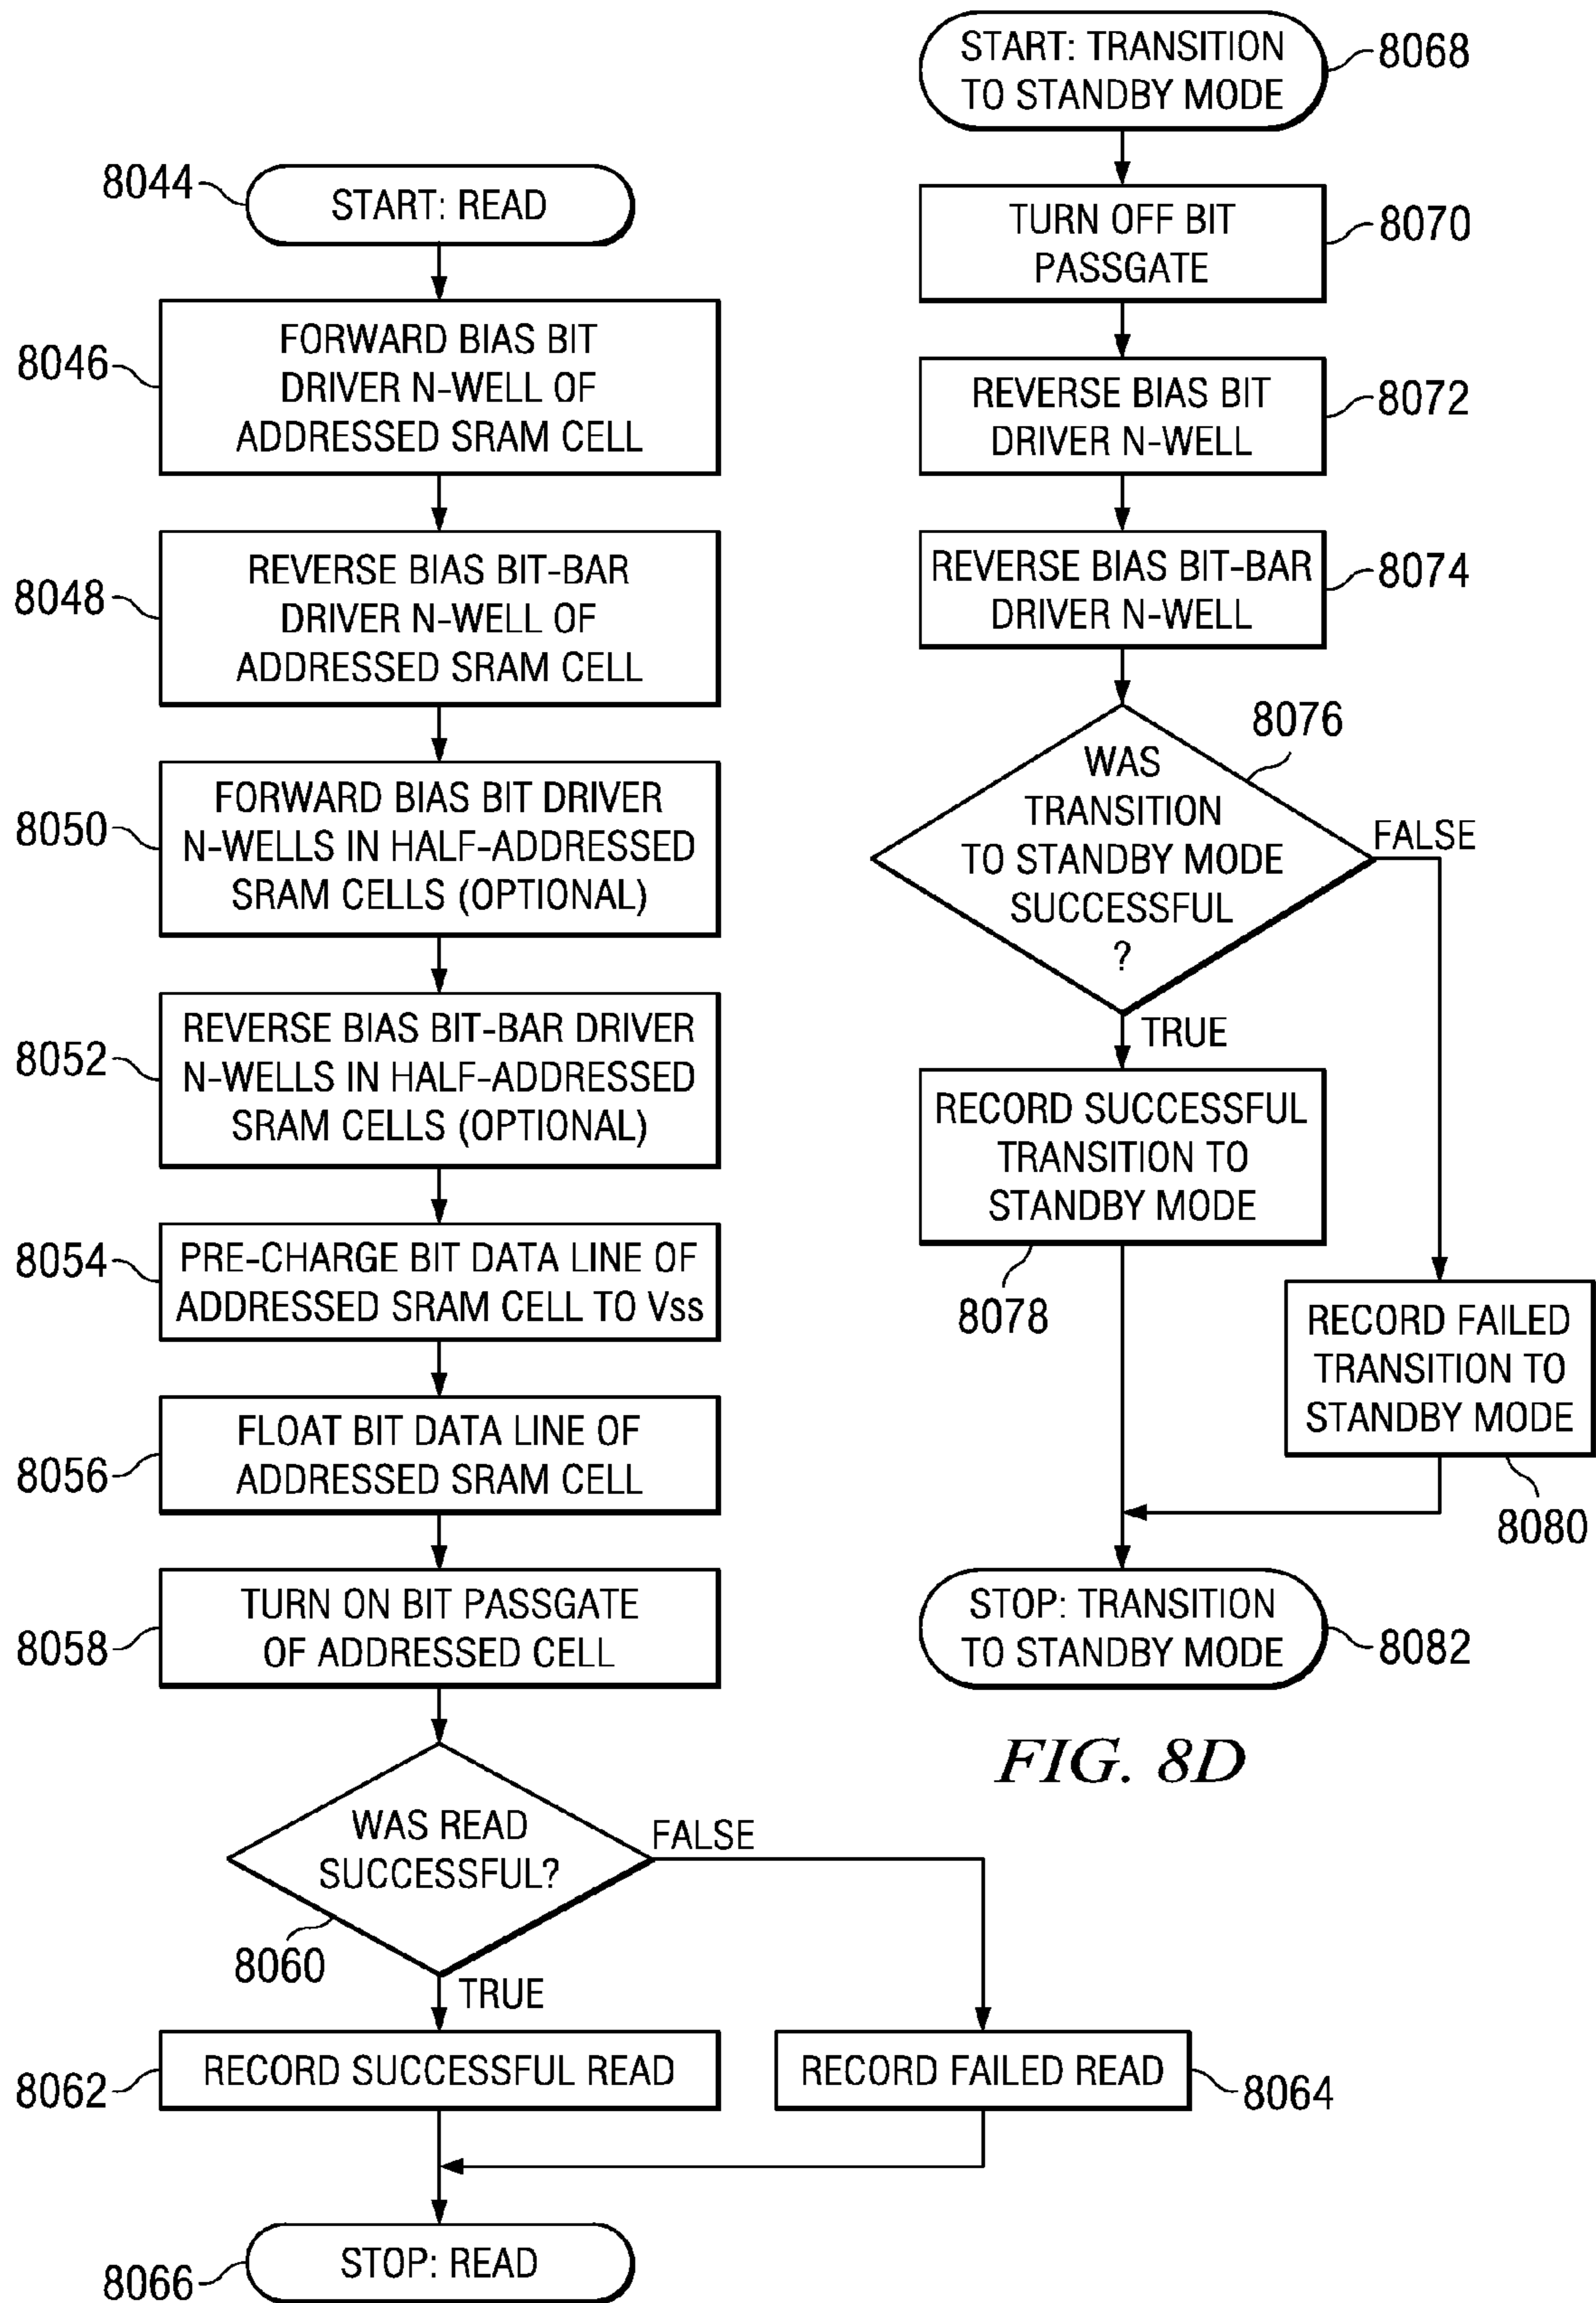 8044
START: READ
8046
FORWARD BIAS BIT
DRIVER N-WELL OF
ADDRESSED SRAM CELL
8048
REVERSE BIAS BIT-BAR
DRIVER N-WELL OF
ADDRESSED SRAM CELL
8050
FORWARD BIAS BIT DRIVER
N-WELLS IN HALF-ADDRESSED
SRAM CELLS (OPTIONAL)
8052
REVERSE BIAS BIT-BAR DRIVER
N-WELLS IN HALF-ADDRESSED
SRAM CELLS (OPTIONAL)
8054
PRE-CHARGE BIT DATA LINE OF
ADDRESSED SRAM CELL TO Vss
8056
FLOAT BIT DATA LINE OF
ADDRESSED SRAM CELL
8058
TURN ON BIT PASSGATE
OF ADDRESSED CELL
WAS READ
SUCCESSFUL?
FALSE
8060
TRUE
8062
RECORD SUCCESSFUL READ
RECORD FAILED READ
8064
8066
STOP: READ
START: TRANSITION
TO STANDBY MODE
8068
TURN OFF BIT
PASSGATE
8070
REVERSE BIAS BIT
DRIVER N-WELL
8072
REVERSE BIAS BIT-BAR
DRIVER N-WELL
8074
8076
WAS
TRANSITION
TO STANDBY MODE
SUCCESSFUL
?
FALSE
TRUE
RECORD SUCCESSFUL
TRANSITION TO
STANDBY MODE
8078
RECORD FAILED
TRANSITION TO
STANDBY MODE
8080
STOP: TRANSITION
TO STANDBY MODE
8082
FIG. 8D